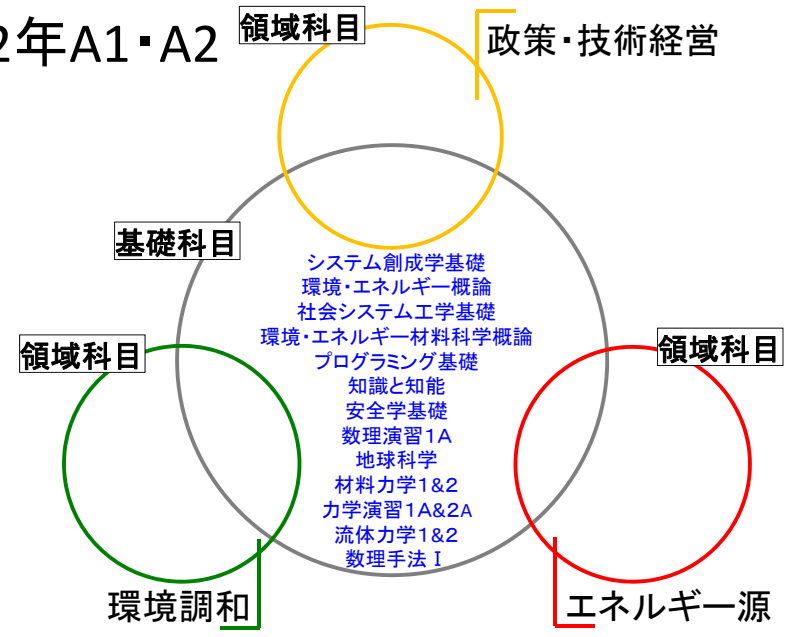 2年A1・A2
領域科目
政策・技術経営
基礎科目
システム創成学基礎
環境・エネルギー概論
社会システム工学基礎
環境・エネルギー材料科学概論
プログラミング基礎
知識と知能
安全学基礎
数理演習1A
地球科学
材料力学1&2
力学演習1A&2A
流体力学1&2
数理手法Ⅰ
領域科目
領域科目
環境調和
エネルギー源